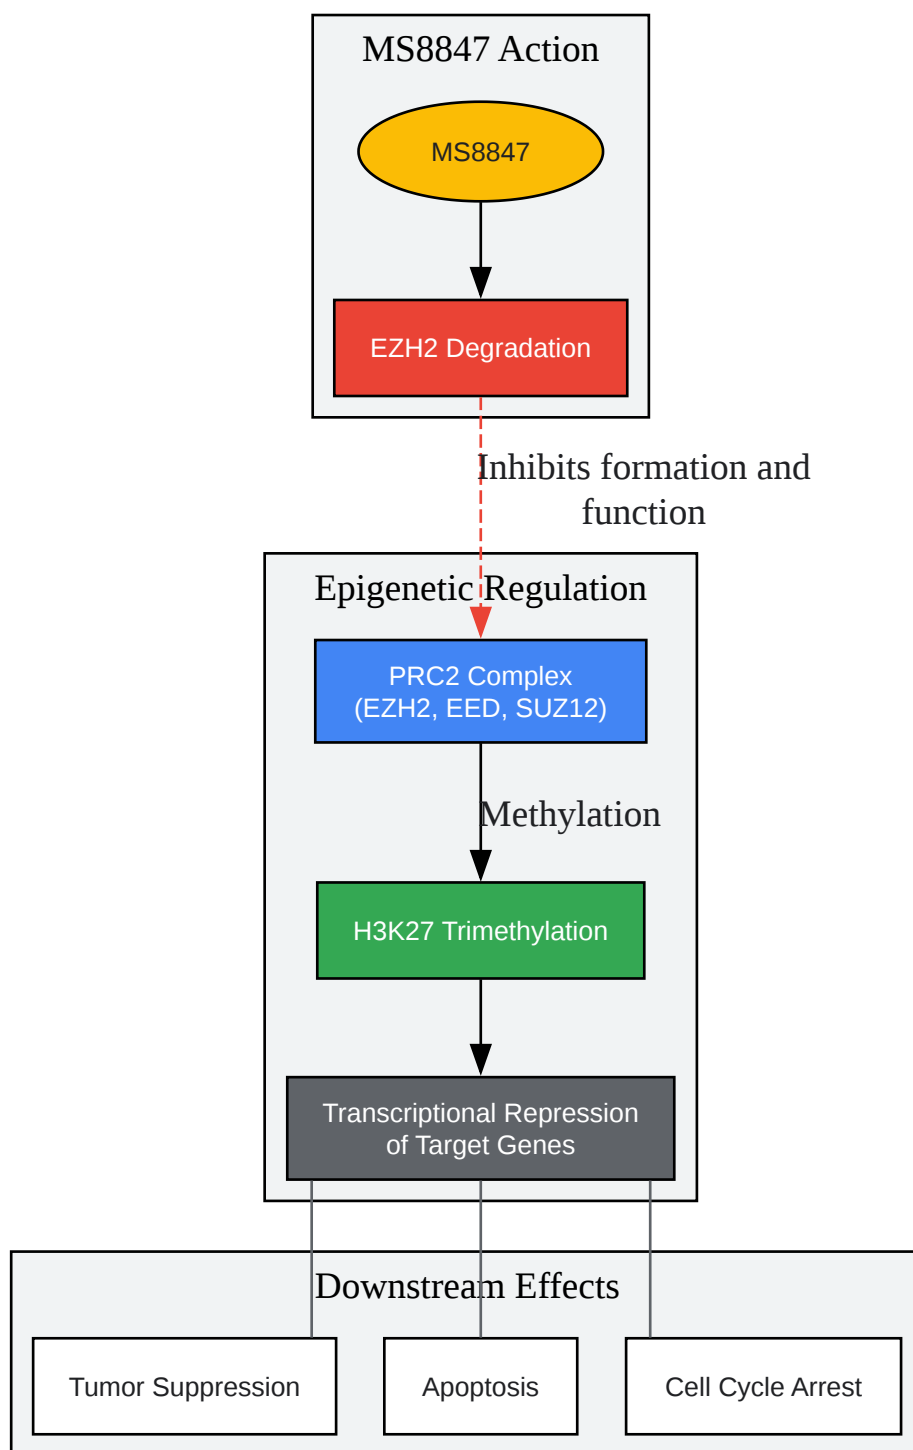 MS8847 Action
MS8847
EZH2 Degradation
Inhibits formation and
function
Epigenetic Regulation
PRC2 Complex
(EZH2, EED, SUZ12)
Methylation
H3K27 Trimethylation
Transcriptional Repression
of Target Genes
Downstream Effects
Tumor Suppression
Apoptosis
Cell Cycle Arrest